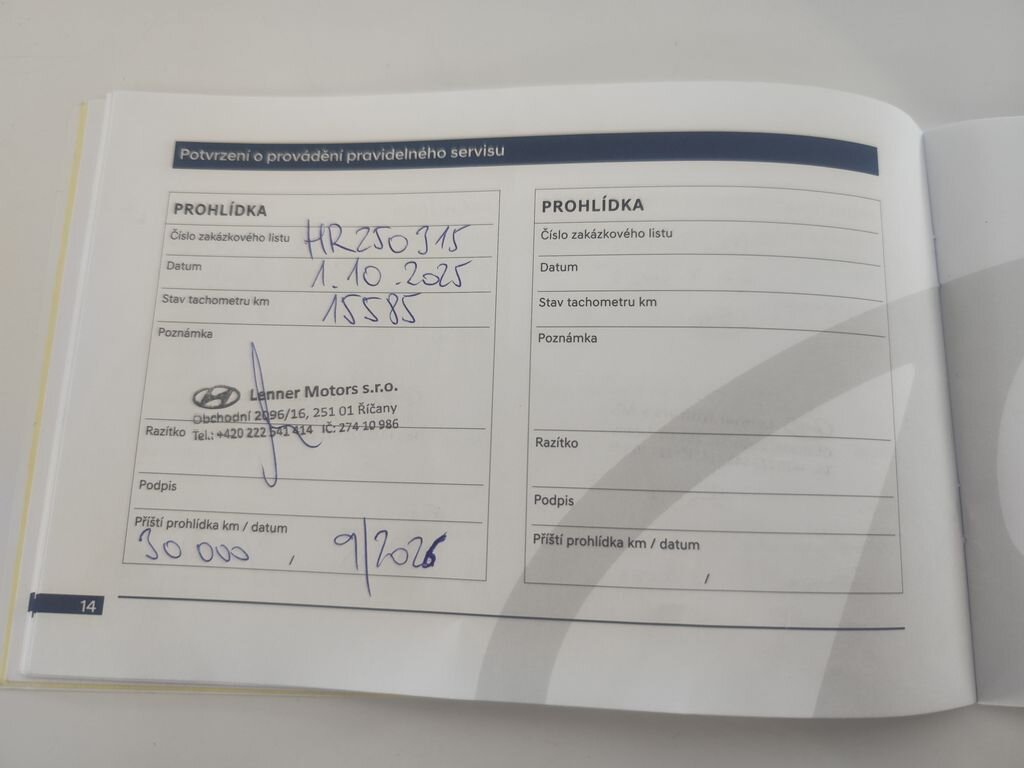 Potvrzení o provádění pravidelného servisu
PROHLÍDKA
Číslo zakázkového listu HR250315
Datum 1.10.2025
Stav tachometru km 15585
Poznámka
Lenner Motors s.r.o.
Obchodní 2096/16, 251 01 Říčany
Tel.: +420 222 541 414 IČ: 274 10 986
Razítko
Podpis
Příští prohlídka km / datum
30 000 / 9/2026
PROHLÍDKA
Číslo zakázkového listu
Datum
Stav tachometru km
Poznámka
Razítko
Podpis
Příští prohlídka km / datum
/
14